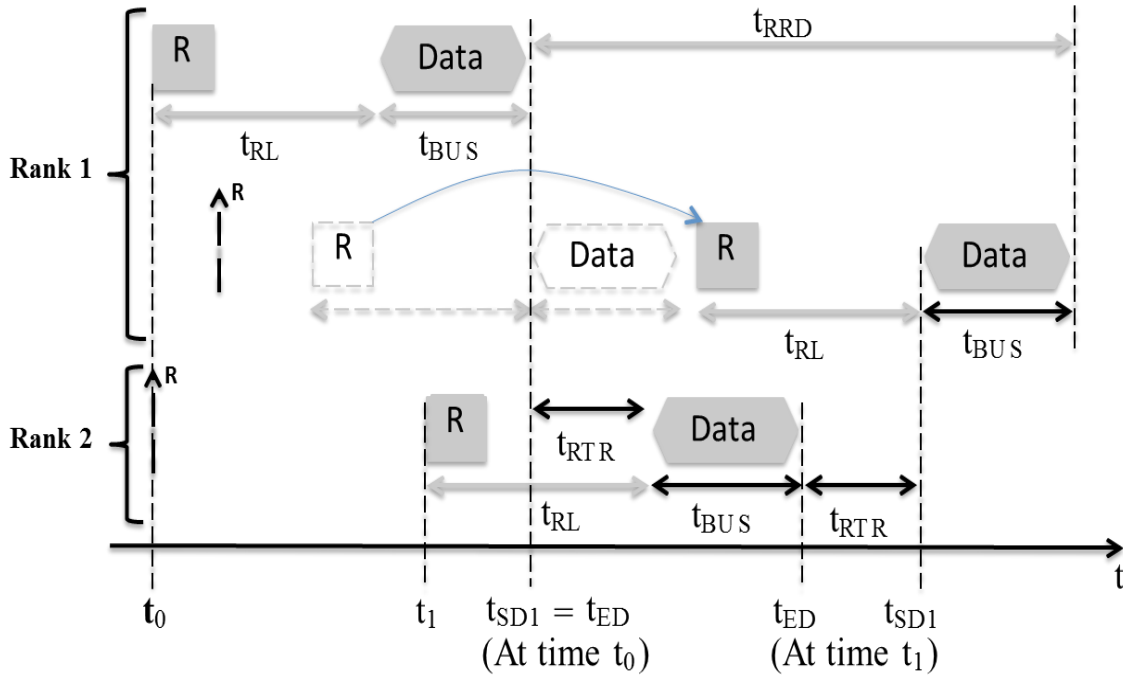 R
Data
tRRD
tRL
tBUS
Rank 1
R
R
Data
R
Data
tRL
tBUS
R
Rank 2
R
Data
tRTR
tRL
tBUS
tRTR
t
t0
t1
tSD1 = tED
(At time t0)
tED
tSD1
(At time t1)